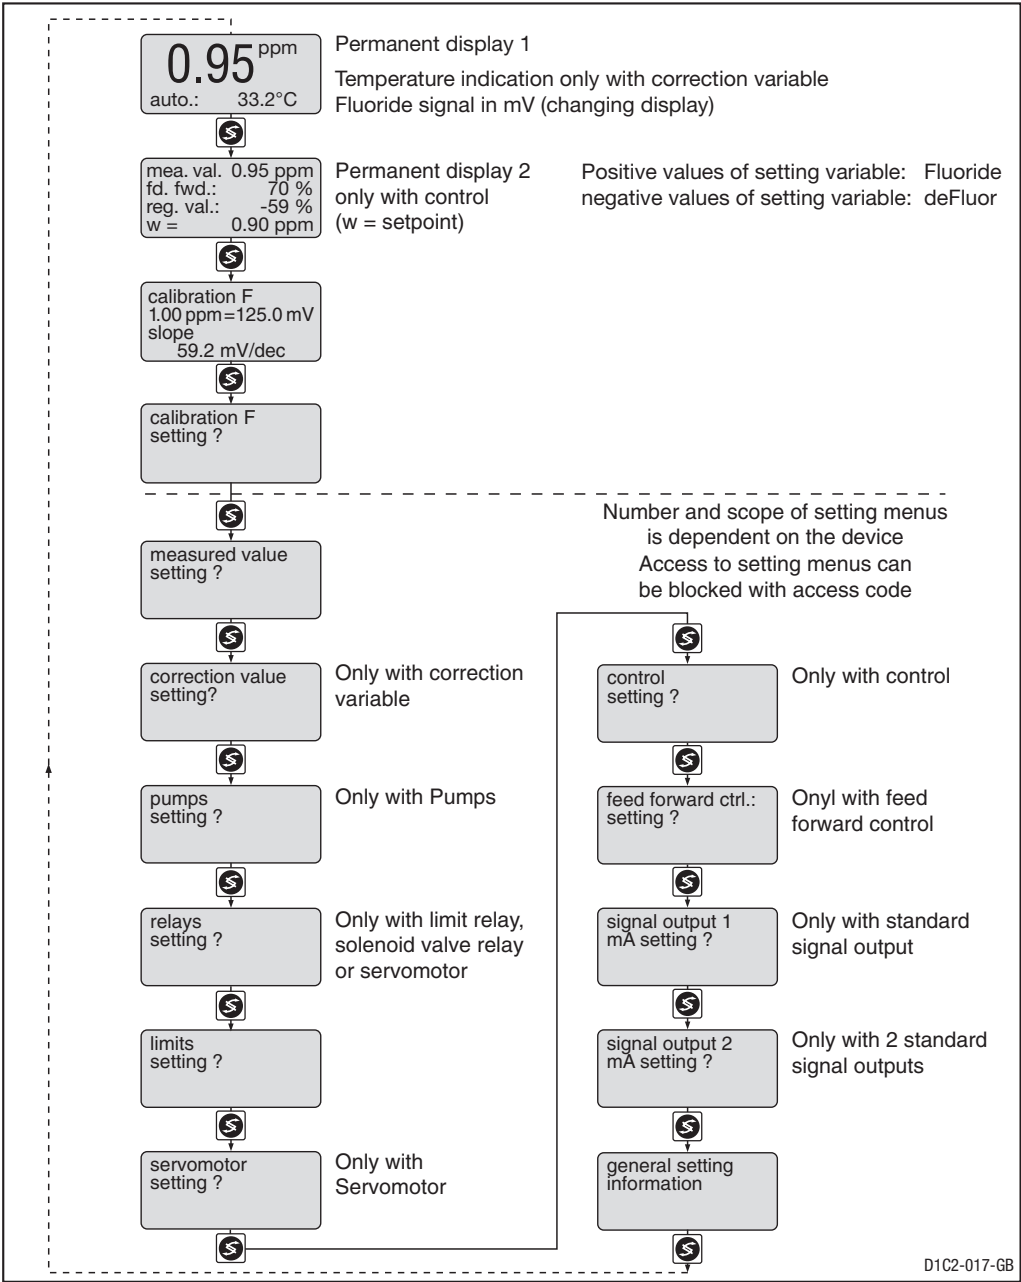 0.95 ppm
auto.: 33.2°C
Permanent display 1
Temperature indication only with correction variable
Fluoride signal in mV (changing display)
mea. val. 0.95 ppm
fd. fwd.: 70 %
reg. val.: -59 %
w = 0.90 ppm
Permanent display 2
only with control
(w = setpoint)
Positive values of setting variable: Fluoride
negative values of setting variable: deFluor
calibration F
1.00 ppm=125.0 mV
slope
59.2 mV/dec
calibration F
setting ?
Number and scope of setting menus
is dependent on the device
Access to setting menus can
be blocked with access code
measured value
setting ?
correction value
setting?
Only with correction
variable
pumps
setting ?
Only with Pumps
relays
setting ?
Only with limit relay,
solenoid valve relay
or servomotor
limits
setting ?
servomotor
setting ?
Only with
Servomotor
control
setting ?
Only with control
feed forward ctrl.:
setting ?
Onyl with feed
forward control
signal output 1
mA setting ?
Only with standard
signal output
signal output 2
mA setting ?
Only with 2 standard
signal outputs
general setting
information
D1C2-017-GB